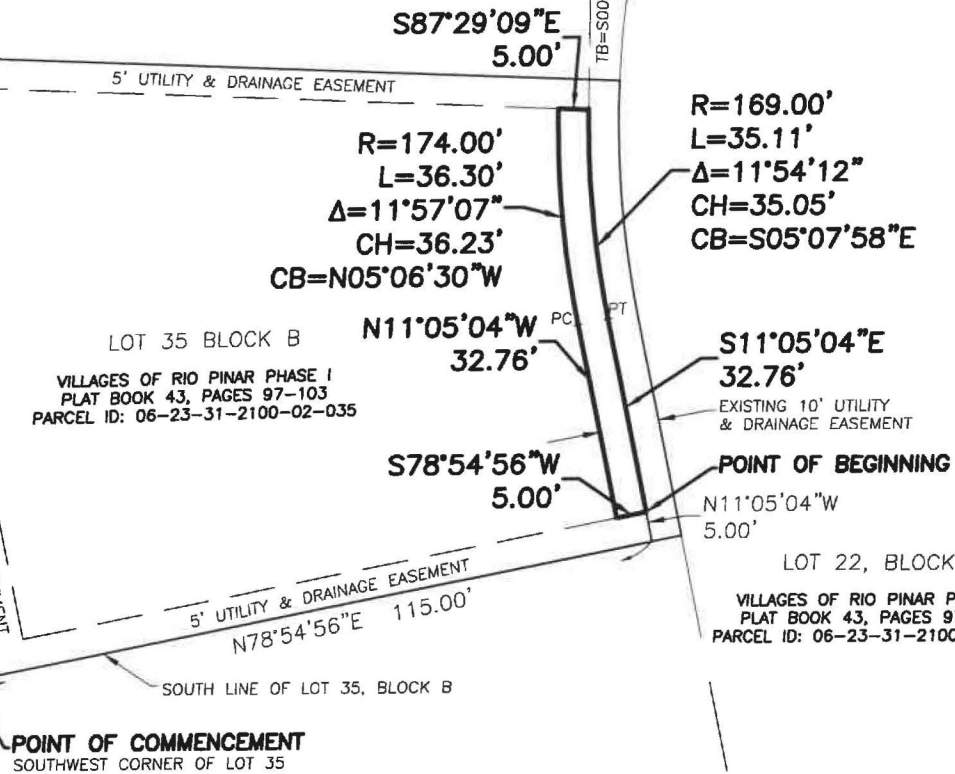 S87°29'09"E
5.00'
TB=S00
5' UTILITY & DRAINAGE EASEMENT
R=174.00'
L=36.30'
Δ=11°57'07"
CH=36.23'
CB=N05°06'30"W
R=169.00'
L=35.11'
Δ=11°54'12"
CH=35.05'
CB=S05°07'58"E
LOT 35 BLOCK B
VILLAGES OF RIO PINAR PHASE I
PLAT BOOK 43, PAGES 97-103
PARCEL ID: 06-23-31-2100-02-035
N11°05'04"W
32.76'
PC
PT
S11°05'04"E
32.76'
EXISTING 10' UTILITY
& DRAINAGE EASEMENT
S78°54'56"W
5.00'
POINT OF BEGINNING
N11°05'04"W
5.00'
LOT 22, BLOCK
VILLAGES OF RIO PINAR P
PLAT BOOK 43, PAGES 9
PARCEL ID: 06-23-31-2100
5' UTILITY & DRAINAGE EASEMENT
N78°54'56"E 115.00'
SOUTH LINE OF LOT 35, BLOCK B
POINT OF COMMENCEMENT
SOUTHWEST CORNER OF LOT 35